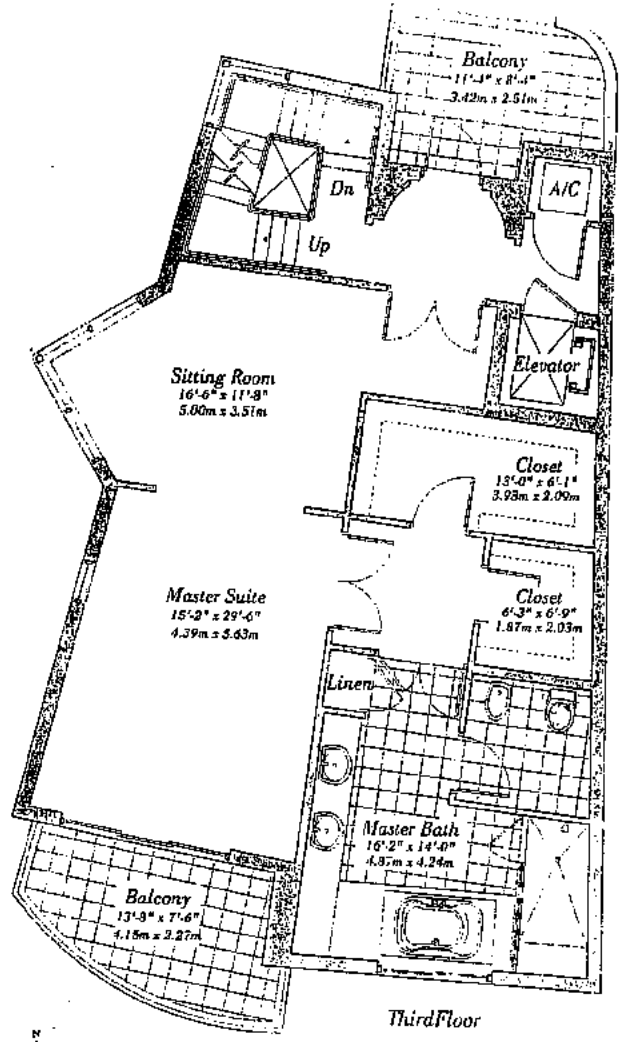 Balcony
11'-4" x 8'-4"
3.42m x 2.51m
A/C
Dn
Up
Elevator
Sitting Room
16'-6" x 11'-8"
5.00m x 3.51m
Closet
13'-0" x 6'-1"
3.93m x 2.09m
Master Suite
15'-2" x 29'-6"
4.39m x 5.63m
Closet
6'-3" x 6'-9"
1.87m x 2.03m
Linen
Master Bath
16'-2" x 14'-0"
4.87m x 4.24m
Balcony
13'-8" x 7'-6"
4.15m x 2.27m
ThirdFloor
N